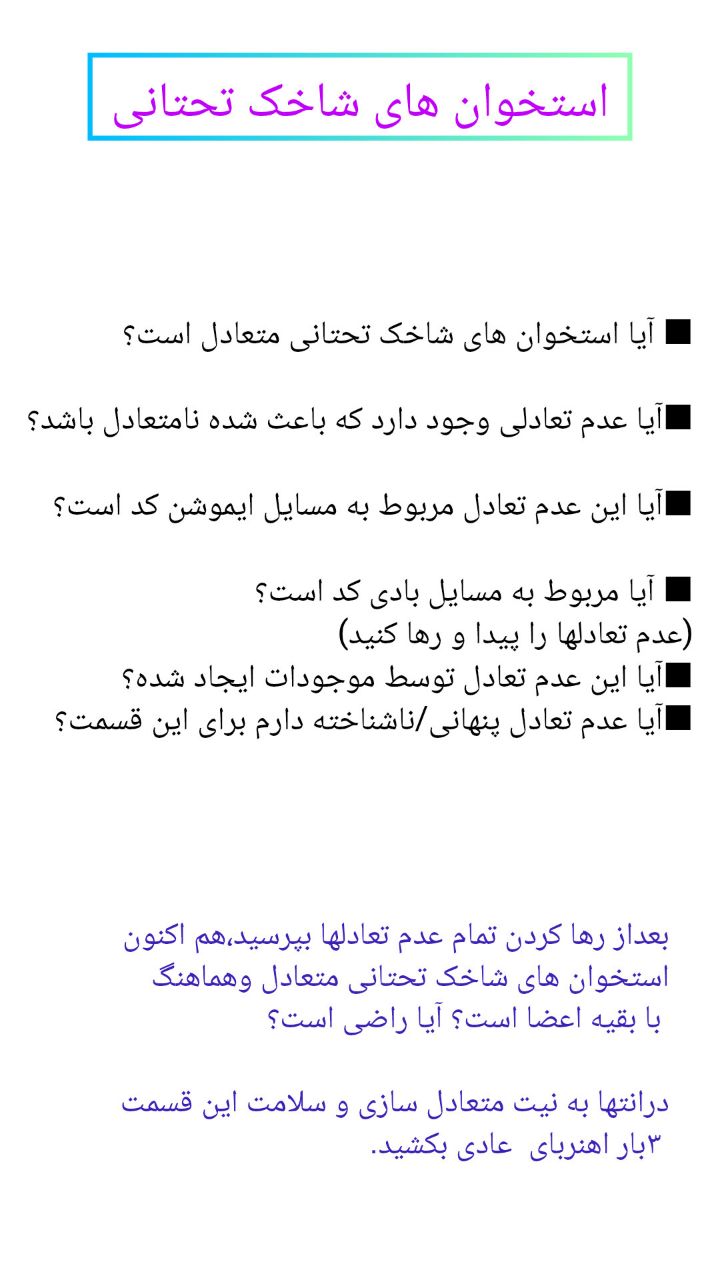 استخوان های شاخک تحتانی
■ آیا استخوان های شاخک تحتانی متعادل است؟
■آیا عدم تعادلی وجود دارد که باعث شده نامتعادل باشد؟
■آیا این عدم تعادل مربوط به مسایل ایموشن کد است؟
■ آیا مربوط به مسایل بادی کد است؟
(عدم تعادلها را پیدا و رها کنید)
■آیا این عدم تعادل توسط موجودات ایجاد شده؟
■آیا عدم تعادل پنهانی/ناشناخته دارم برای این قسمت؟
بعداز رها کردن تمام عدم تعادلها بپرسید،هم اکنون
استخوان های شاخک تحتانی متعادل وهماهنگ
با بقیه اعضا است؟ آیا راضی است؟
درانتها به نیت متعادل سازی و سلامت این قسمت
۳بار اهنربای عادی بکشید.